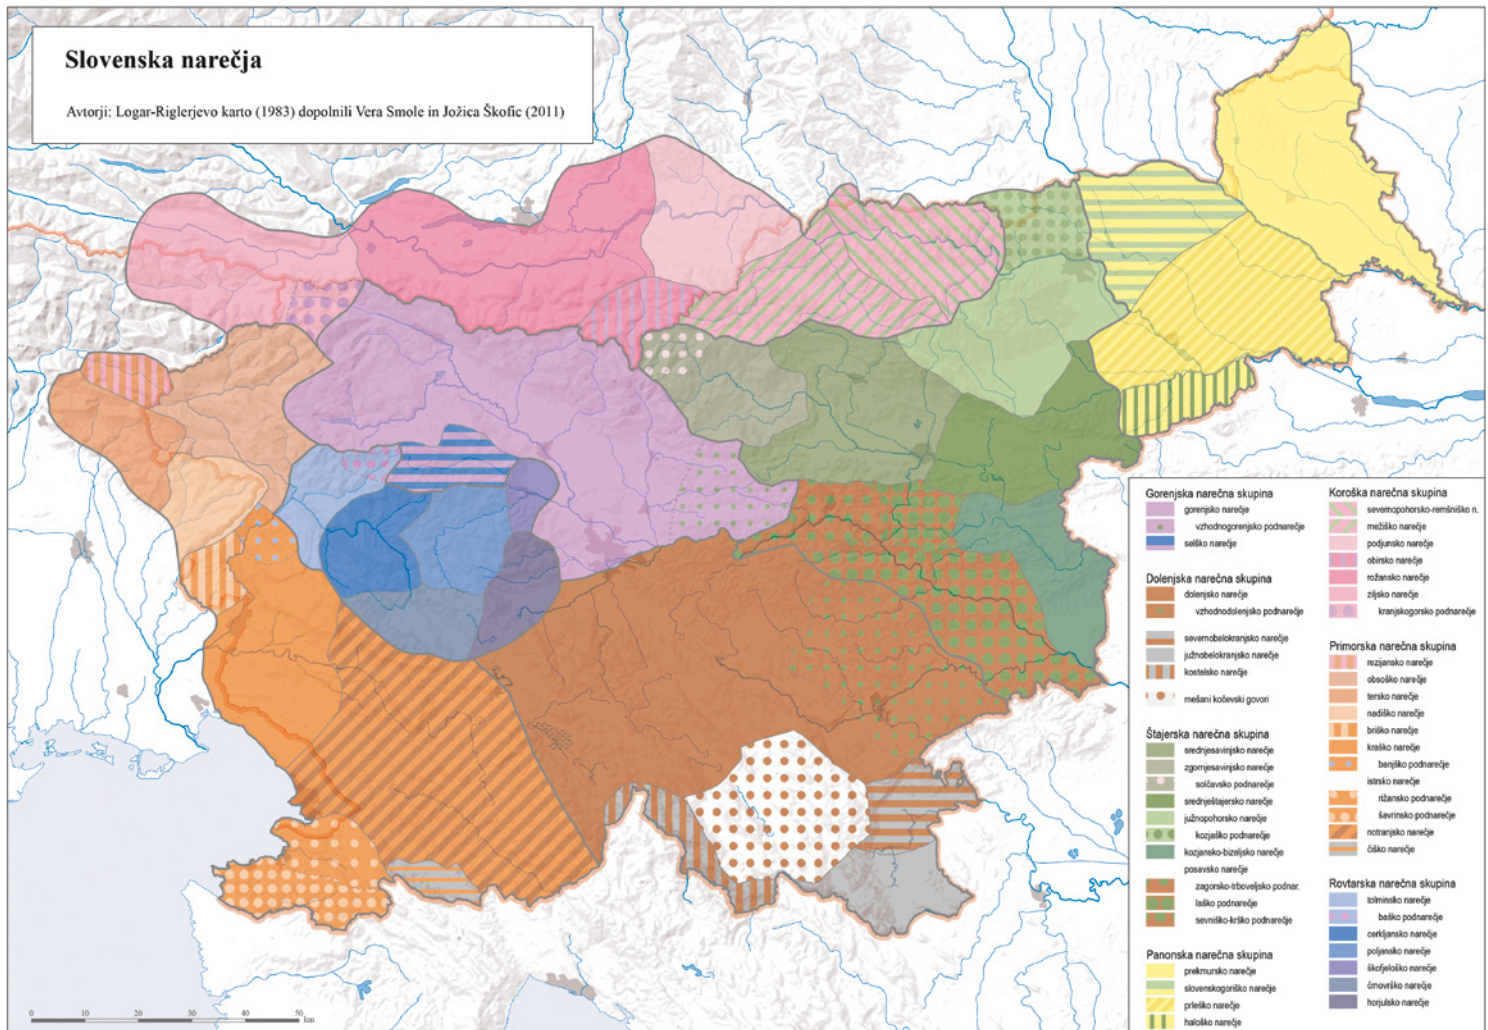 Slovenska narečja
Avtorji: Logar-Riglerjevo karto (1983) dopolnili Vera Smole in Jožica Škofic (2011)
Gorenjska narečna skupina
gorenjsko narečje
vzhodnogorenjsko podnarečje
selško narečje
Dolenjska narečna skupina
dolenjsko narečje
vzhodnodolenjsko podnarečje
severnobelokranjsko narečje
južnobelokranjsko narečje
kostelsko narečje
mešani kočevski govori
Štajerska narečna skupina
srednjesavinjsko narečje
zgornjesavinjsko narečje
solčavsko podnarečje
srednještajersko narečje
južnopohorsko narečje
kozjaško podnarečje
kozjansko-bizeljsko narečje
posavsko narečje
zagorsko-trboveljsko podnar.
laško podnarečje
sevniško-krško podnarečje
Panonska narečna skupina
prekmursko narečje
slovenskogoriško narečje
prleško narečje
haloško narečje
Koroška narečna skupina
severnopohorsko-remšniško n.
mežiško narečje
podjunsko narečje
obirsko narečje
rožansko narečje
ziljsko narečje
kranjskogorsko podnarečje
Primorska narečna skupina
rezijansko narečje
obsoško narečje
tersko narečje
nadiško narečje
briško narečje
kraško narečje
banjško podnarečje
istrsko narečje
rižansko podnarečje
šavrinsko podnarečje
notranjsko narečje
čiško narečje
Rovtarska narečna skupina
tolminsko narečje
baško podnarečje
cerkljansko narečje
poljansko narečje
škofjeloško narečje
črnovrško narečje
horjulsko narečje
0 10 20 30 40 50 km